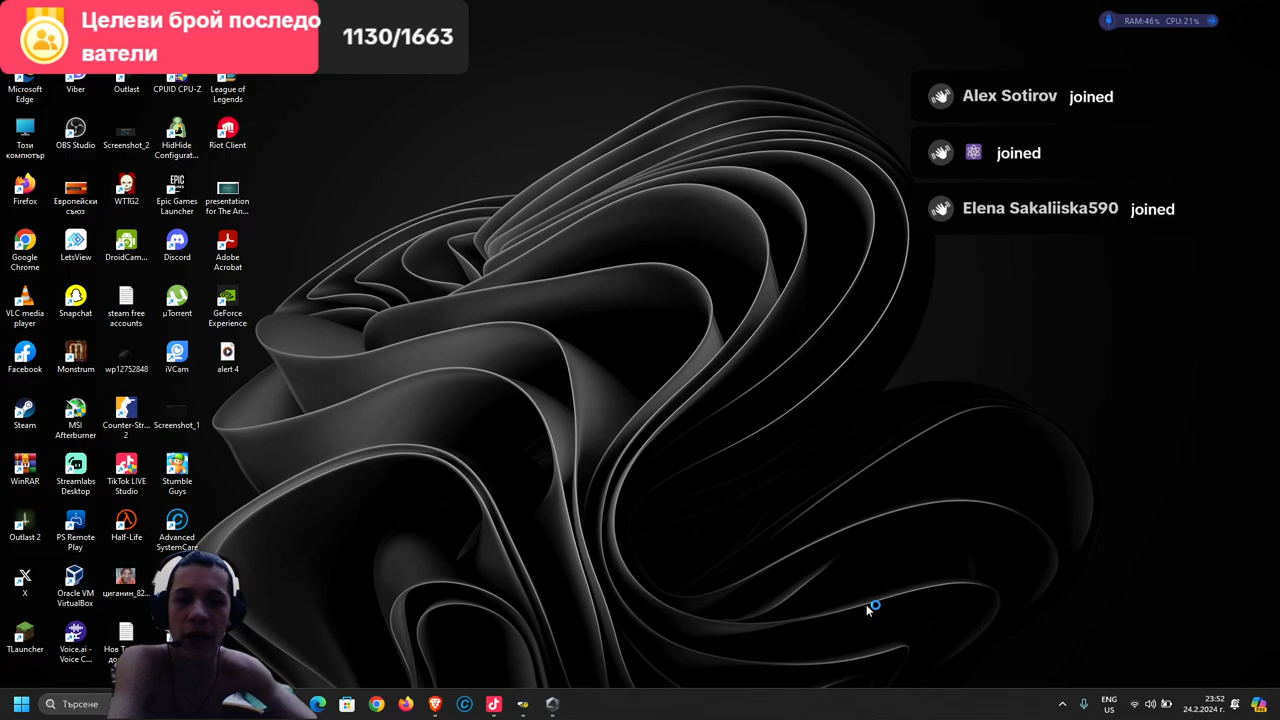 Целеви брой последо
ватели
1130/1663
RAM:46% CPU:21%
Alex Sotirov joined
joined
Elena Sakaliiska590 joined
Microsoft
Edge
Viber
Outlast
CPUID CPU-Z
League of
Legends
Този
компютър
OBS Studio
Screenshot_2
HidHide
Configurat...
Riot Client
Firefox
Европейски
съюз
WTTG2
Epic Games
Launcher
presentation
for The An...
Google
Chrome
LetsView
DroidCam...
Discord
Adobe
Acrobat
VLC media
player
Snapchat
steam free
accounts
µTorrent
GeForce
Experience
Facebook
Monstrum
wp12752848
iVCam
alert 4
Steam
MSI
Afterburner
Counter-Str...
2
Screenshot_1
WinRAR
Streamlabs
Desktop
TikTok LIVE
Studio
Stumble
Guys
Outlast 2
PS Remote
Play
Half-Life
Advanced
SystemCare
X
Oracle VM
VirtualBox
циганин_82...
TLauncher
Voice.ai -
Voice C...
Търсене
ENG
US
23:52
24.2.2024 г.